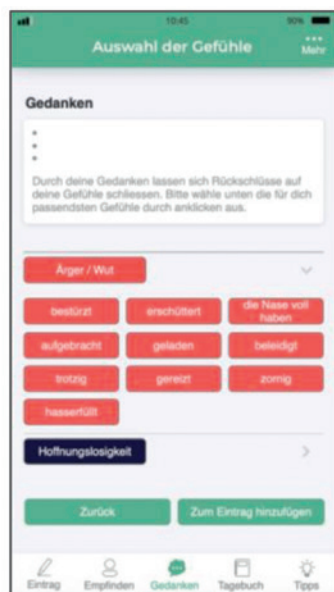 10:45
90%
Auswahl der Gefühle
Mehr
Gedanken
•
•
•
Durch deine Gedanken lassen sich Rückschlüsse auf
deine Gefühle schliessen. Bitte wähle unten die für dich
passendsten Gefühle durch anklicken aus.
Ärger / Wut
bestürzt erschüttert die Nase voll
haben
aufgebracht geladen beleidigt
trotzig gereizt zornig
hasserfüllt
Hoffnungslosigkeit
Zurück Zum Eintrag hinzufügen
Eintrag Empfinden Gedanken Tagebuch Tipps